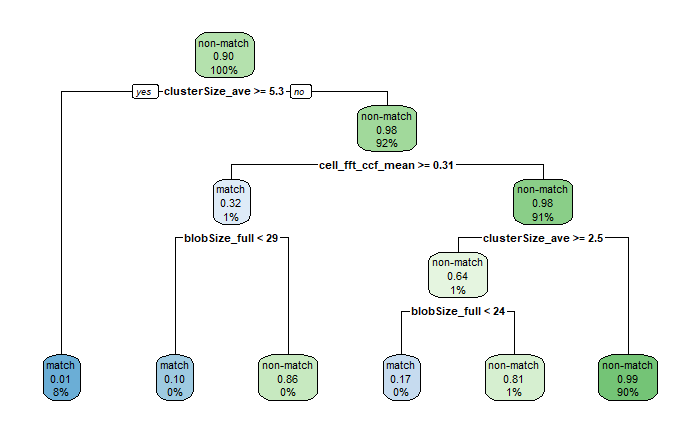 non-match
0.90
100%
yes clusterSize_ave >= 5.3 no
non-match
0.98
92%
cell_fft_ccf_mean >= 0.31
match
0.32
1%
non-match
0.98
91%
blobSize_full < 29
clusterSize_ave >= 2.5
non-match
0.64
1%
blobSize_full < 24
match
0.01
8%
match
0.10
0%
non-match
0.86
0%
match
0.17
0%
non-match
0.81
1%
non-match
0.99
90%